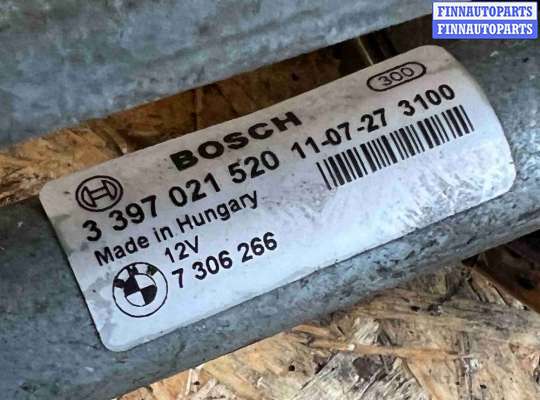 FINNAUTOPARTS
FINNAUTOPARTS
300
BOSCH
3 397 021 520 11-07-27 3100
Made in Hungary
12V
BMW
7 306 266